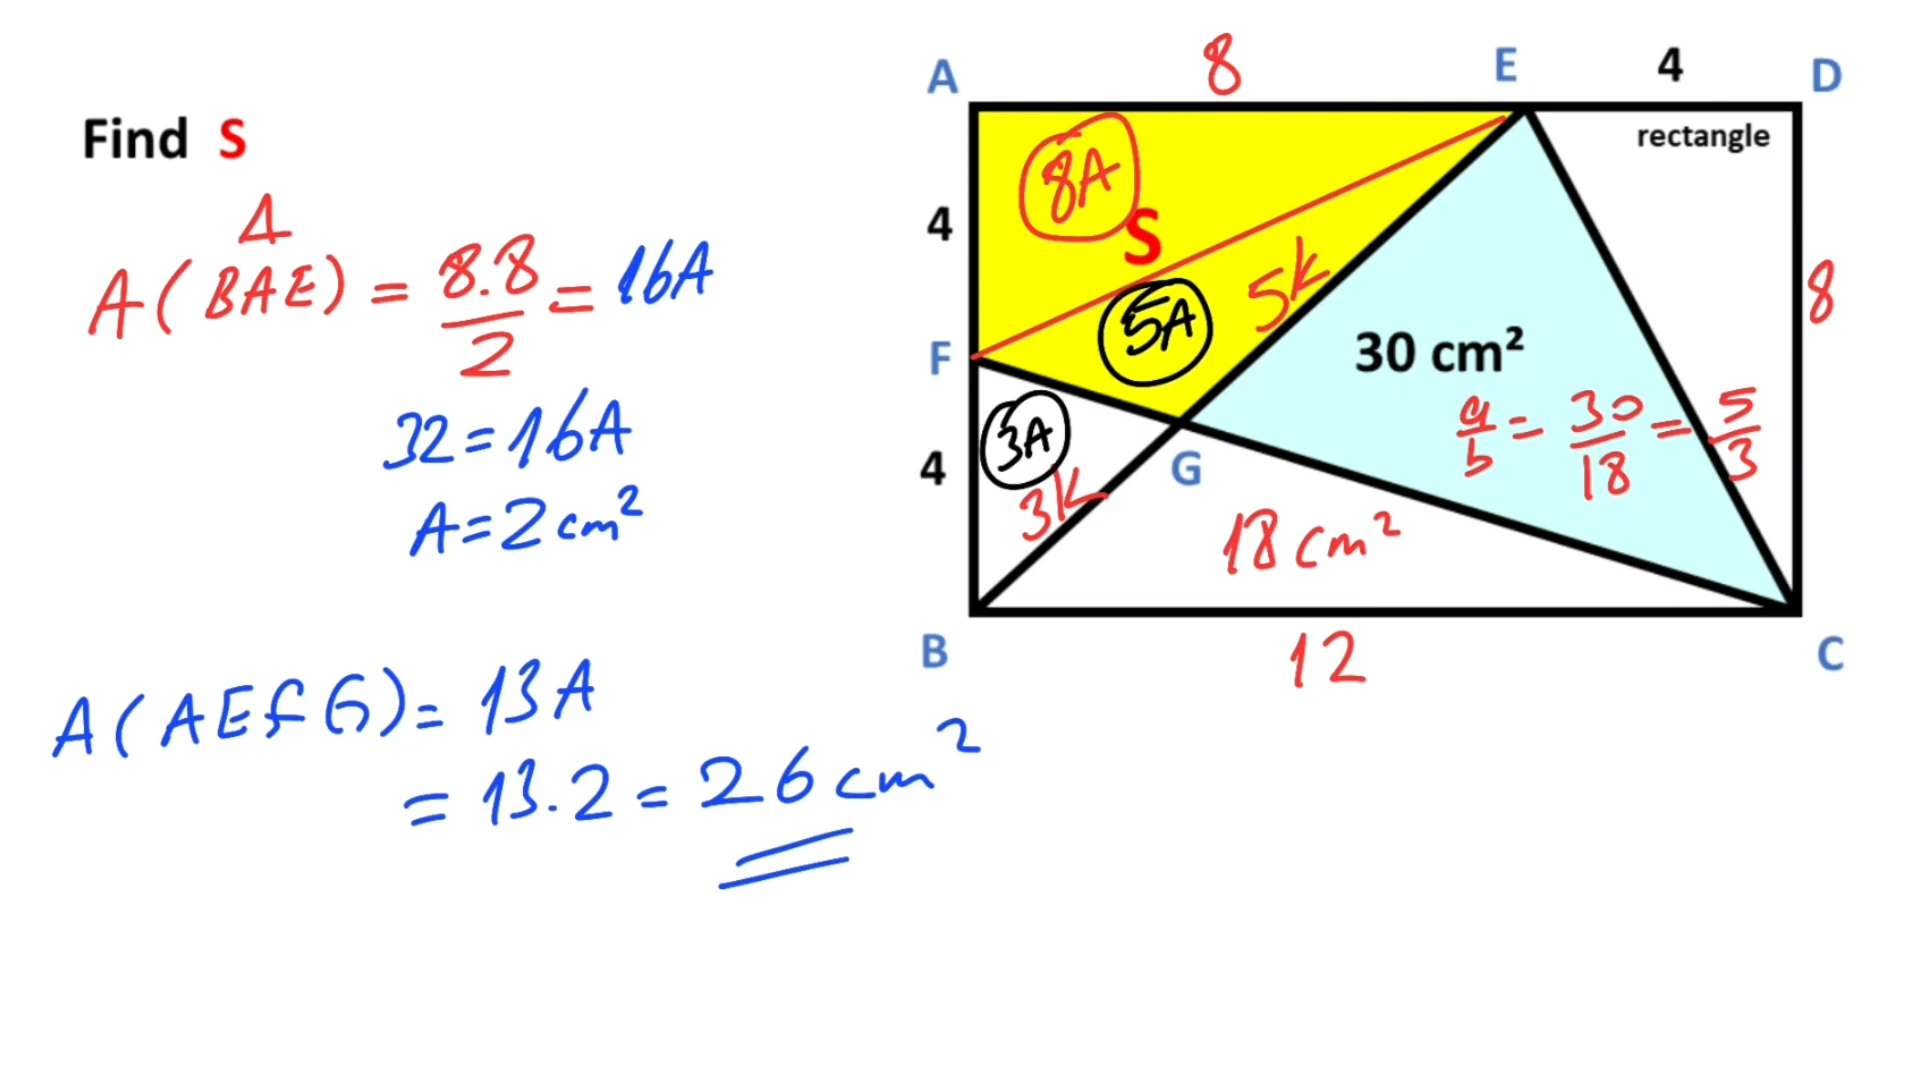 Find S
Δ
A(BAE) = 8.8/2 = 16A
32 = 16A
A = 2 cm²
A(AEFG) = 13A
= 13.2 = 26 cm²
A 8 E 4 D
rectangle
8A
4
S
5A
5k
8
F
30 cm²
a/b = 30/18 = 5/3
3A
4
G
3k
18 cm²
B 12 C